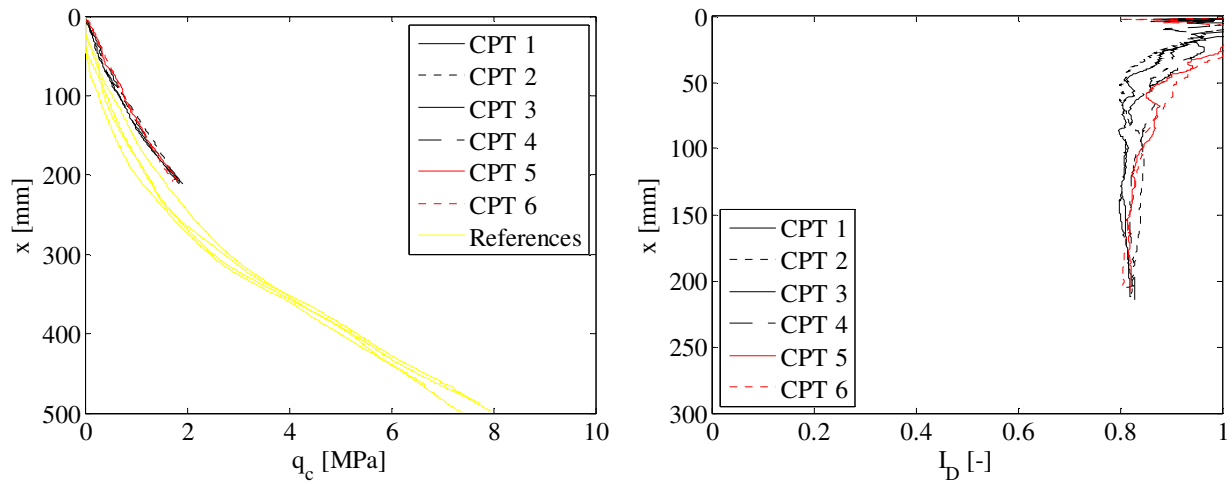 0
100
200
300
400
500
x [mm]
0 2 4 6 8 10
q_c [MPa]
CPT 1
CPT 2
CPT 3
CPT 4
CPT 5
CPT 6
References
0
50
100
150
200
250
300
x [mm]
0 0.2 0.4 0.6 0.8 1
I_D [-]
CPT 1
CPT 2
CPT 3
CPT 4
CPT 5
CPT 6